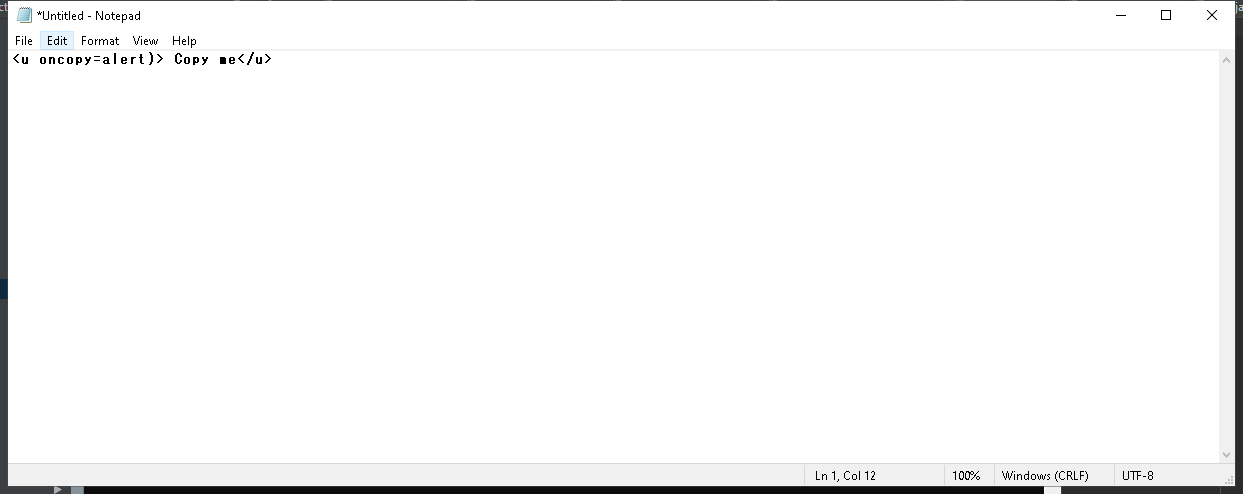 *Untitled - Notepad
File Edit Format View Help
<u oncopy=alert)> Copy me</u>
Ln 1, Col 12 100% Windows (CRLF) UTF-8